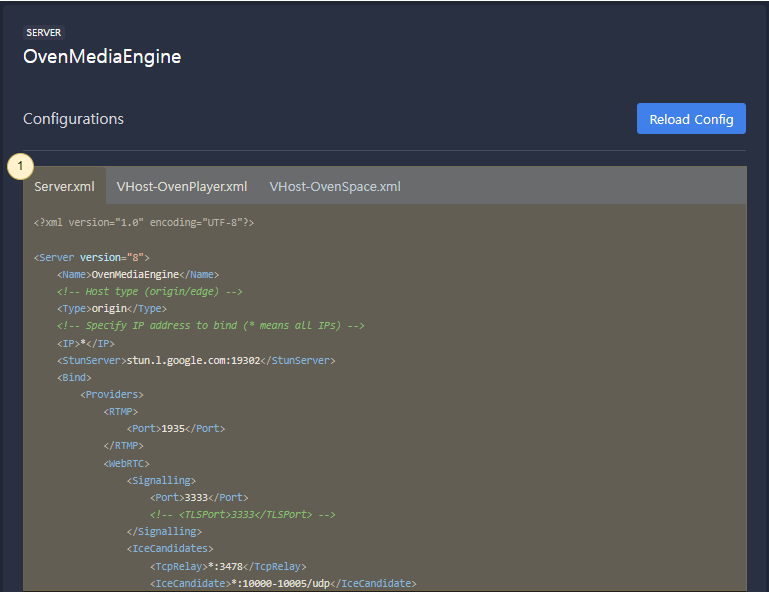 SERVER
OvenMediaEngine
Configurations
Reload Config
1
Server.xml VHost-OvenPlayer.xml VHost-OvenSpace.xml
<?xml version="1.0" encoding="UTF-8"?>
<Server version="8">
<Name>OvenMediaEngine</Name>
<!-- Host type (origin/edge) -->
<Type>origin</Type>
<!-- Specify IP address to bind (* means all IPs) -->
<IP>*</IP>
<StunServer>stun.l.google.com:19302</StunServer>
<Bind>
<Providers>
<RTMP>
<Port>1935</Port>
</RTMP>
<WebRTC>
<Signalling>
<Port>3333</Port>
<!-- <TLSPort>3333</TLSPort> -->
</Signalling>
<IceCandidates>
<TcpRelay>*:3478</TcpRelay>
<IceCandidate>*:10000-10005/udp</IceCandidate>